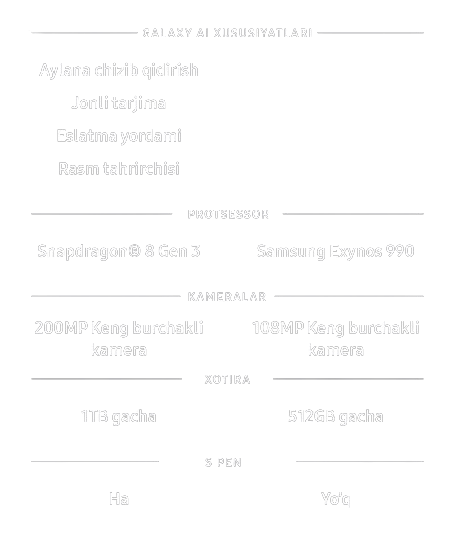 GALAXY AI XUSUSIYATLARI
Aylana chizib qidirish
Jonli tarjima
Eslatma yordami
Rasm tahrirchisi
PROTSESSOR
Snapdragon® 8 Gen 3 Samsung Exynos 990
KAMERALAR
200MP Keng burchakli 108MP Keng burchakli
kamera kamera
XOTIRA
1TB gacha 512GB gacha
S PEN
Ha Yo'q